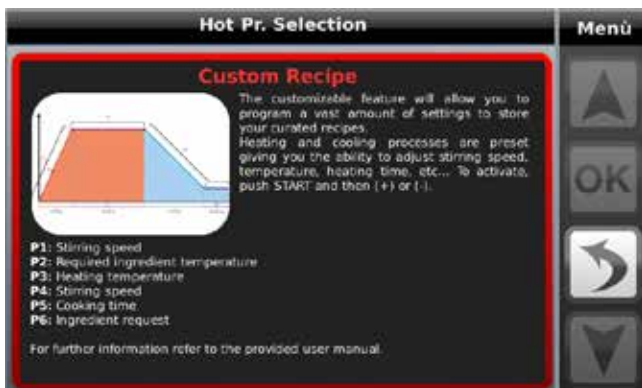 Hot Pr. Selection
Menù
Custom Recipe
The customizable feature will allow you to
program a vast amount of settings to store
your curated recipes.
Heating and cooling processes are preset
giving you the ability to adjust stirring speed,
temperature, heating time, etc... To activate,
push START and then (+) or (-).
P1: Stirring speed
P2: Required ingredient temperature
P3: Heating temperature
P4: Stirring speed
P5: Cooking time
P6: Ingredient request
For further information refer to the provided user manual.
OK